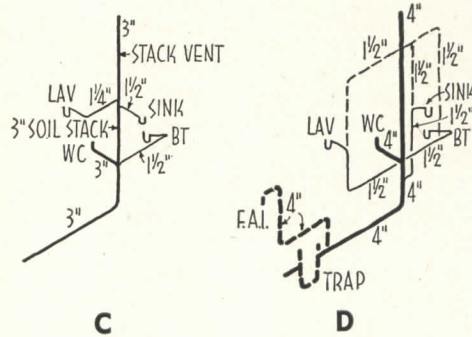 3"
STACK VENT
1½"
1¼"
LAV
SINK
3" SOIL STACK
BT
WC
3"
1½"
3"
C
4"
1½"
1½"
1½"
1½"
SINK
WC
1½"
LAV
4"
BT
1½"
1½"
4"
4"
F.A.I.
4"
TRAP
D